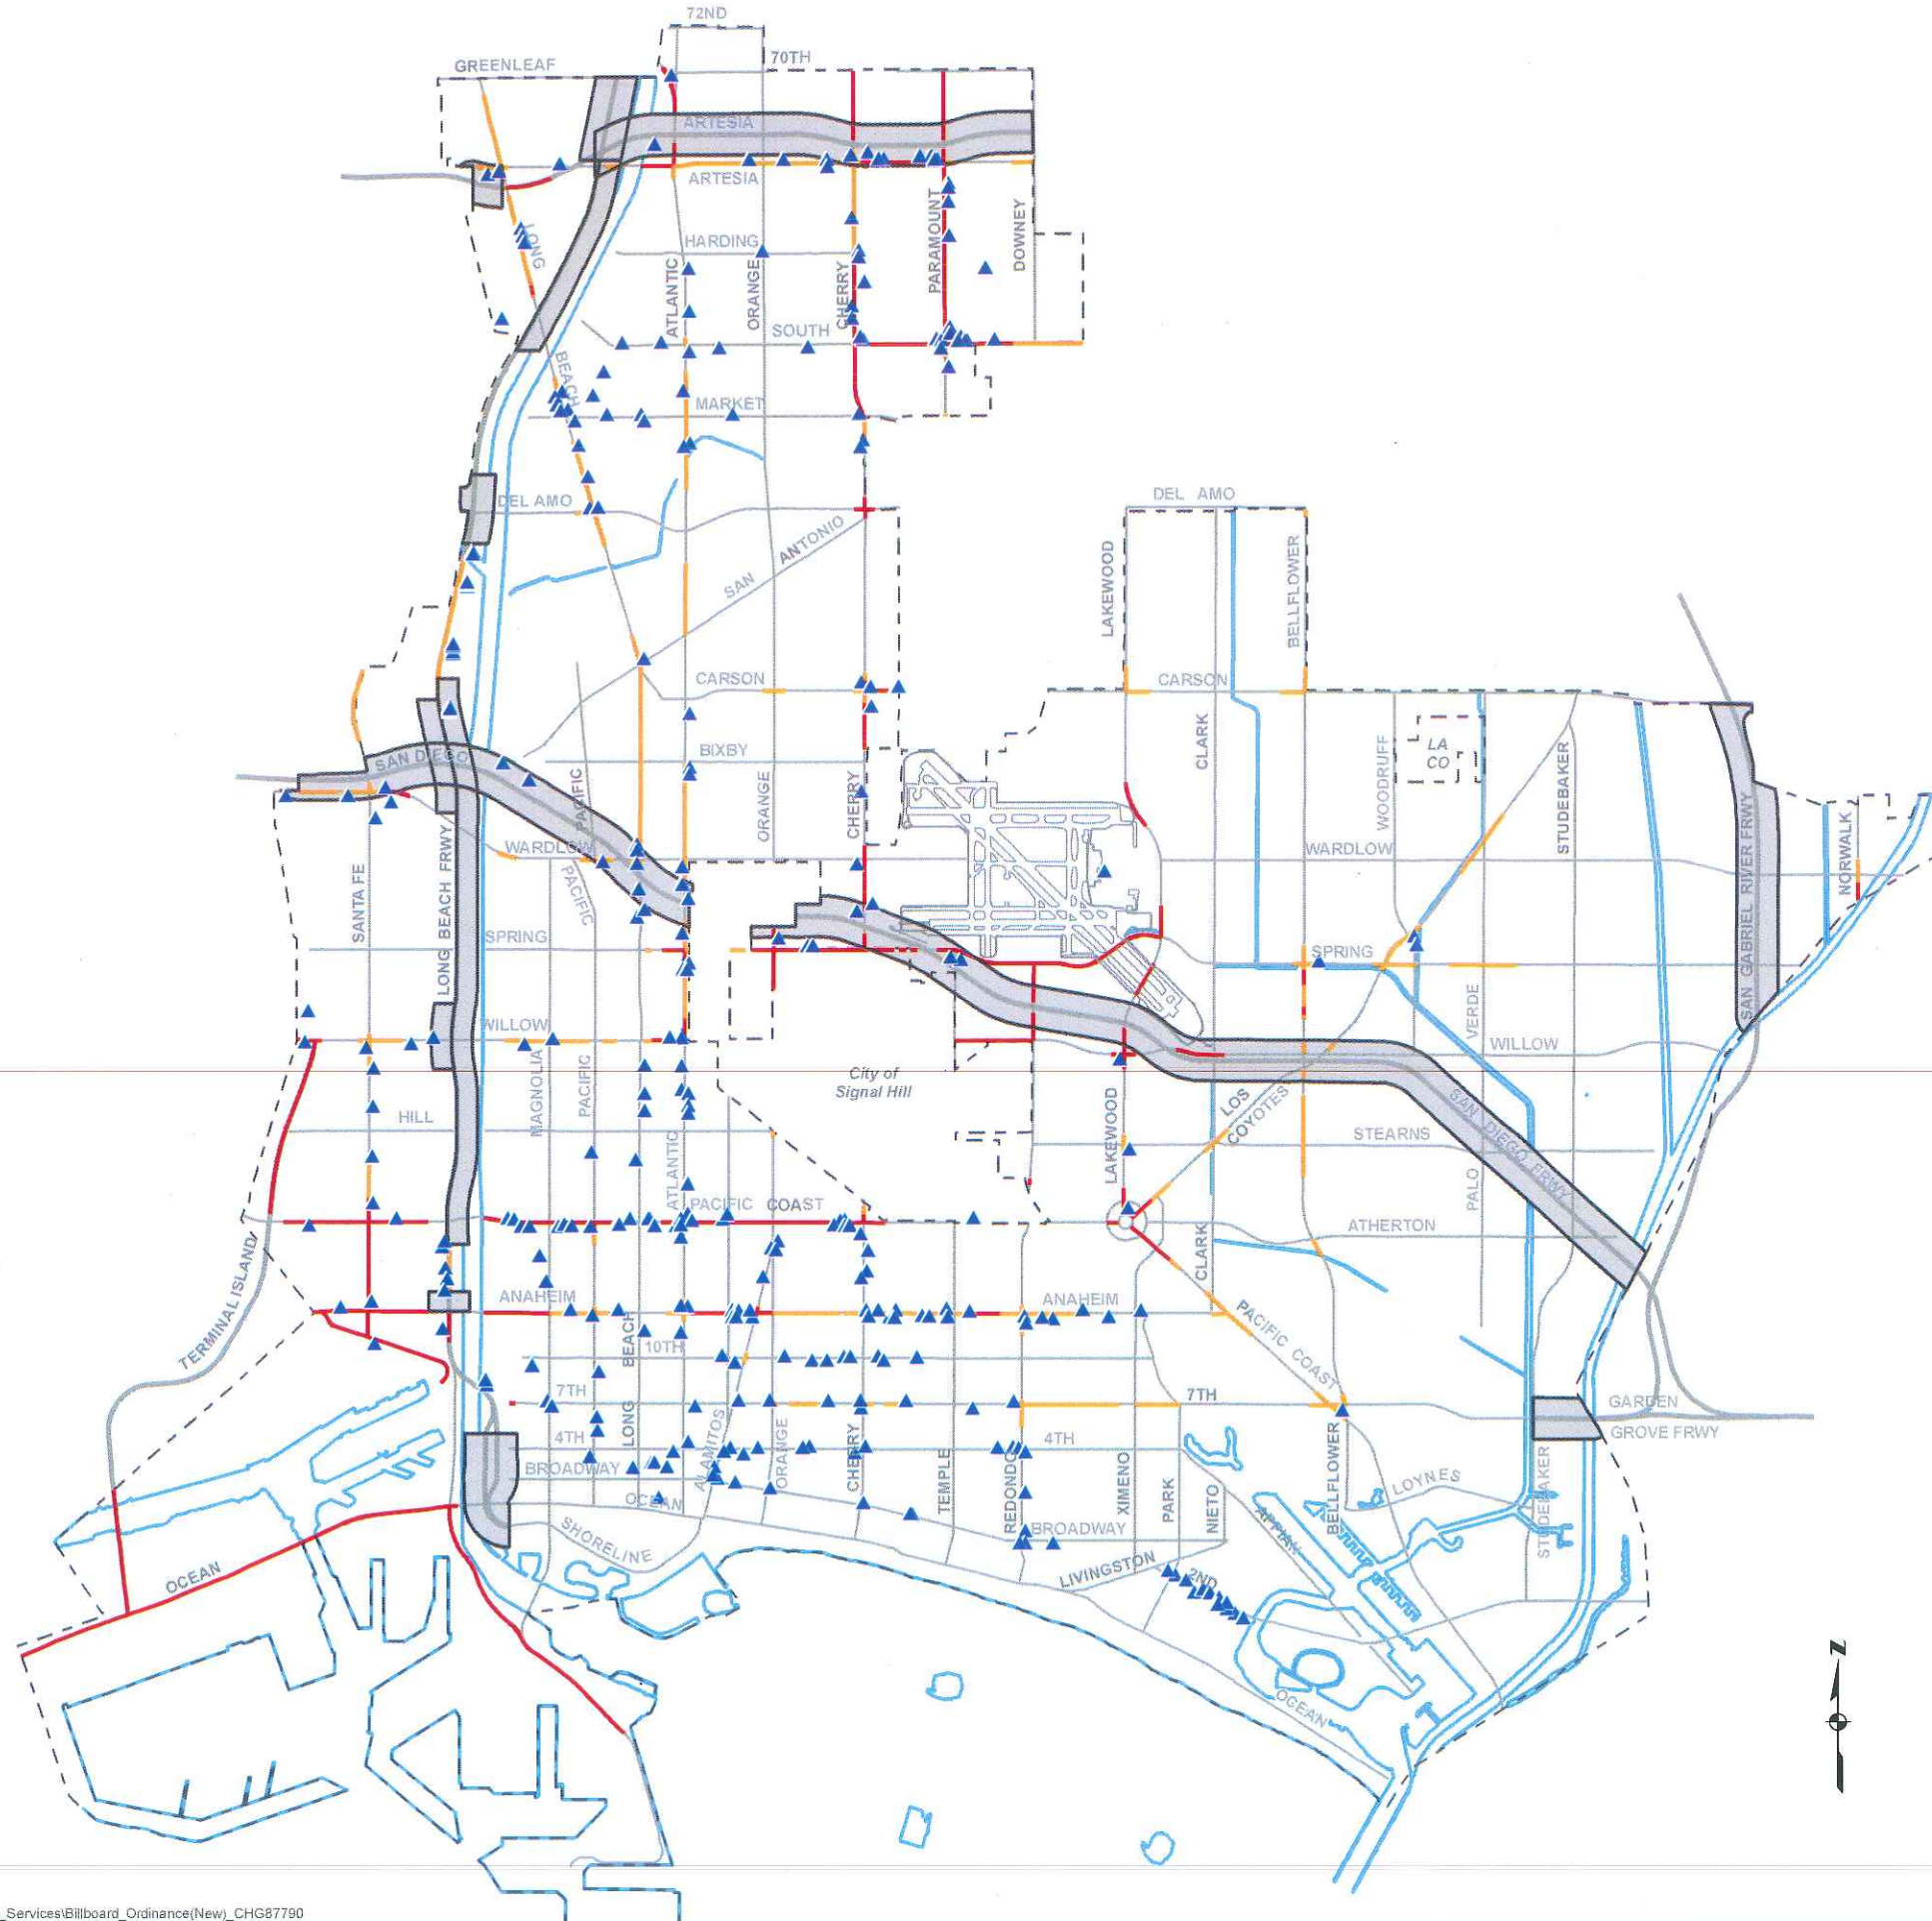 72ND
70TH
GREENLEAF
ARTESIA
ARTESIA
LONG
HARDING
ATLANTIC
ORANGE
CHERRY
PARAMOUNT
DOWNEY
SOUTH
BEACH
MARKET
DEL AMO
DEL AMO
SAN
ANTONIO
LAKEWOOD
BELLFLOWER
CARSON
CARSON
BIXBY
CLARK
WOODRUFF
LA
CO
STUDEBAKER
SAN DIEGO
PACIFIC
ORANGE
CHERRY
WARDLOW
WARDLOW
NORWALK
SAN GABRIEL RIVER FRWY
SANTA FE
LONG BEACH FRWY
PACIFIC
SPRING
SPRING
WILLOW
WILLOW
VERDE
MAGNOLIA
PACIFIC
City of
Signal Hill
HILL
LAKEWOOD
LOS
COYOTES
STEARNS
SAN DIEGO FRWY
ATLANTIC
PALO
PACIFIC COAST
ATHERTON
CLARK
TERMINAL ISLAND
ANAHEIM
ANAHEIM
PACIFIC COAST
BEACH
10TH
7TH
7TH
GARDEN
GROVE FRWY
LONG
ALAMITOS
ORANGE
CHERRY
TEMPLE
REDONDO
XIMENO
PARK
NIETO
BELLFLOWER
STUDEBAKER
4TH
4TH
BROADWAY
OCEAN
LOYNES
APPIAN
SHORELINE
BROADWAY
LIVINGSTON
2ND
OCEAN
OCEAN
N
_Services\Billboard_Ordinance(New)_CHG87790